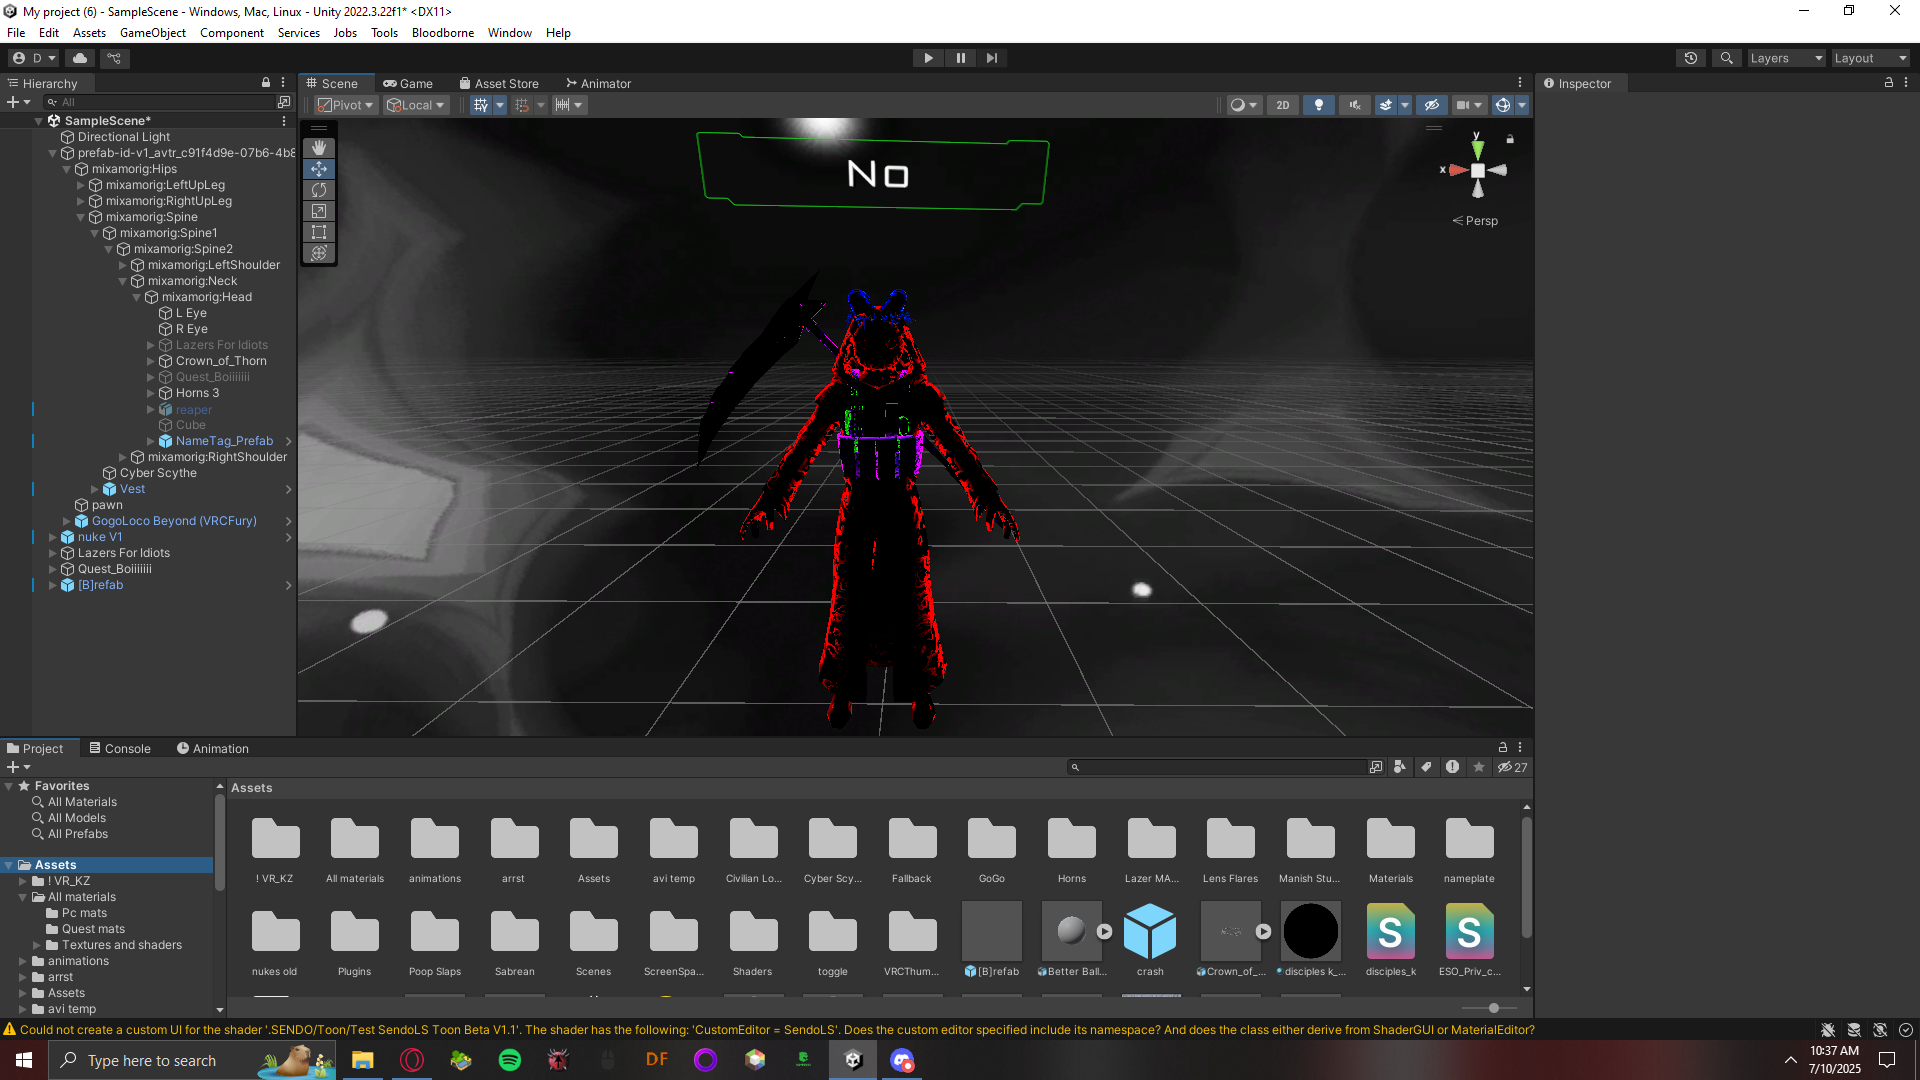 My project (6) - SampleScene - Windows, Mac, Linux - Unity 2022.3.22f1* <DX11>
File Edit Assets GameObject Component Services Jobs Tools Bloodborne Window Help
D
Layers
Layout
Hierarchy
Scene
Game
Asset Store
Animator
Inspector
All
Pivot
Local
2D
SampleScene*
Directional Light
prefab-id-v1_avtr_c91f4d9e-07b6-4b8
mixamorig:Hips
mixamorig:LeftUpLeg
mixamorig:RightUpLeg
mixamorig:Spine
mixamorig:Spine1
mixamorig:Spine2
mixamorig:LeftShoulder
mixamorig:Neck
mixamorig:Head
L Eye
R Eye
Lazers For Idiots
Crown_of_Thorn
Quest_Boiiiiiii
Horns 3
reaper
Cube
NameTag_Prefab
mixamorig:RightShoulder
Cyber Scythe
Vest
pawn
GogoLoco Beyond (VRCFury)
nuke V1
Lazers For Idiots
Quest_Boiiiiiii
[B]refab
No
y
x
Persp
Project
Console
Animation
27
Favorites
All Materials
All Models
All Prefabs
Assets
! VR_KZ
All materials
Pc mats
Quest mats
Textures and shaders
animations
arrst
Assets
avi temp
Assets
! VR_KZ
All materials
animations
arrst
Assets
avi temp
Civilian Lo...
Cyber Scy...
Fallback
GoGo
Horns
Lazer MA...
Lens Flares
Manish Stu...
Materials
nameplate
nukes old
Plugins
Poop Slaps
Sabrean
Scenes
ScreenSpa...
Shaders
toggle
VRCThum...
[B]refab
Better Ball...
crash
Crown_of_...
disciples k_...
disciples_k
ESO_Priv_c...
Could not create a custom UI for the shader '.SENDO/Toon/Test SendoLS Toon Beta V1.1'. The shader has the following: 'CustomEditor = SendoLS'. Does the custom editor specified include its namespace? And does the class either derive from ShaderGUI or MaterialEditor?
Type here to search
DF
10:37 AM
7/10/2025